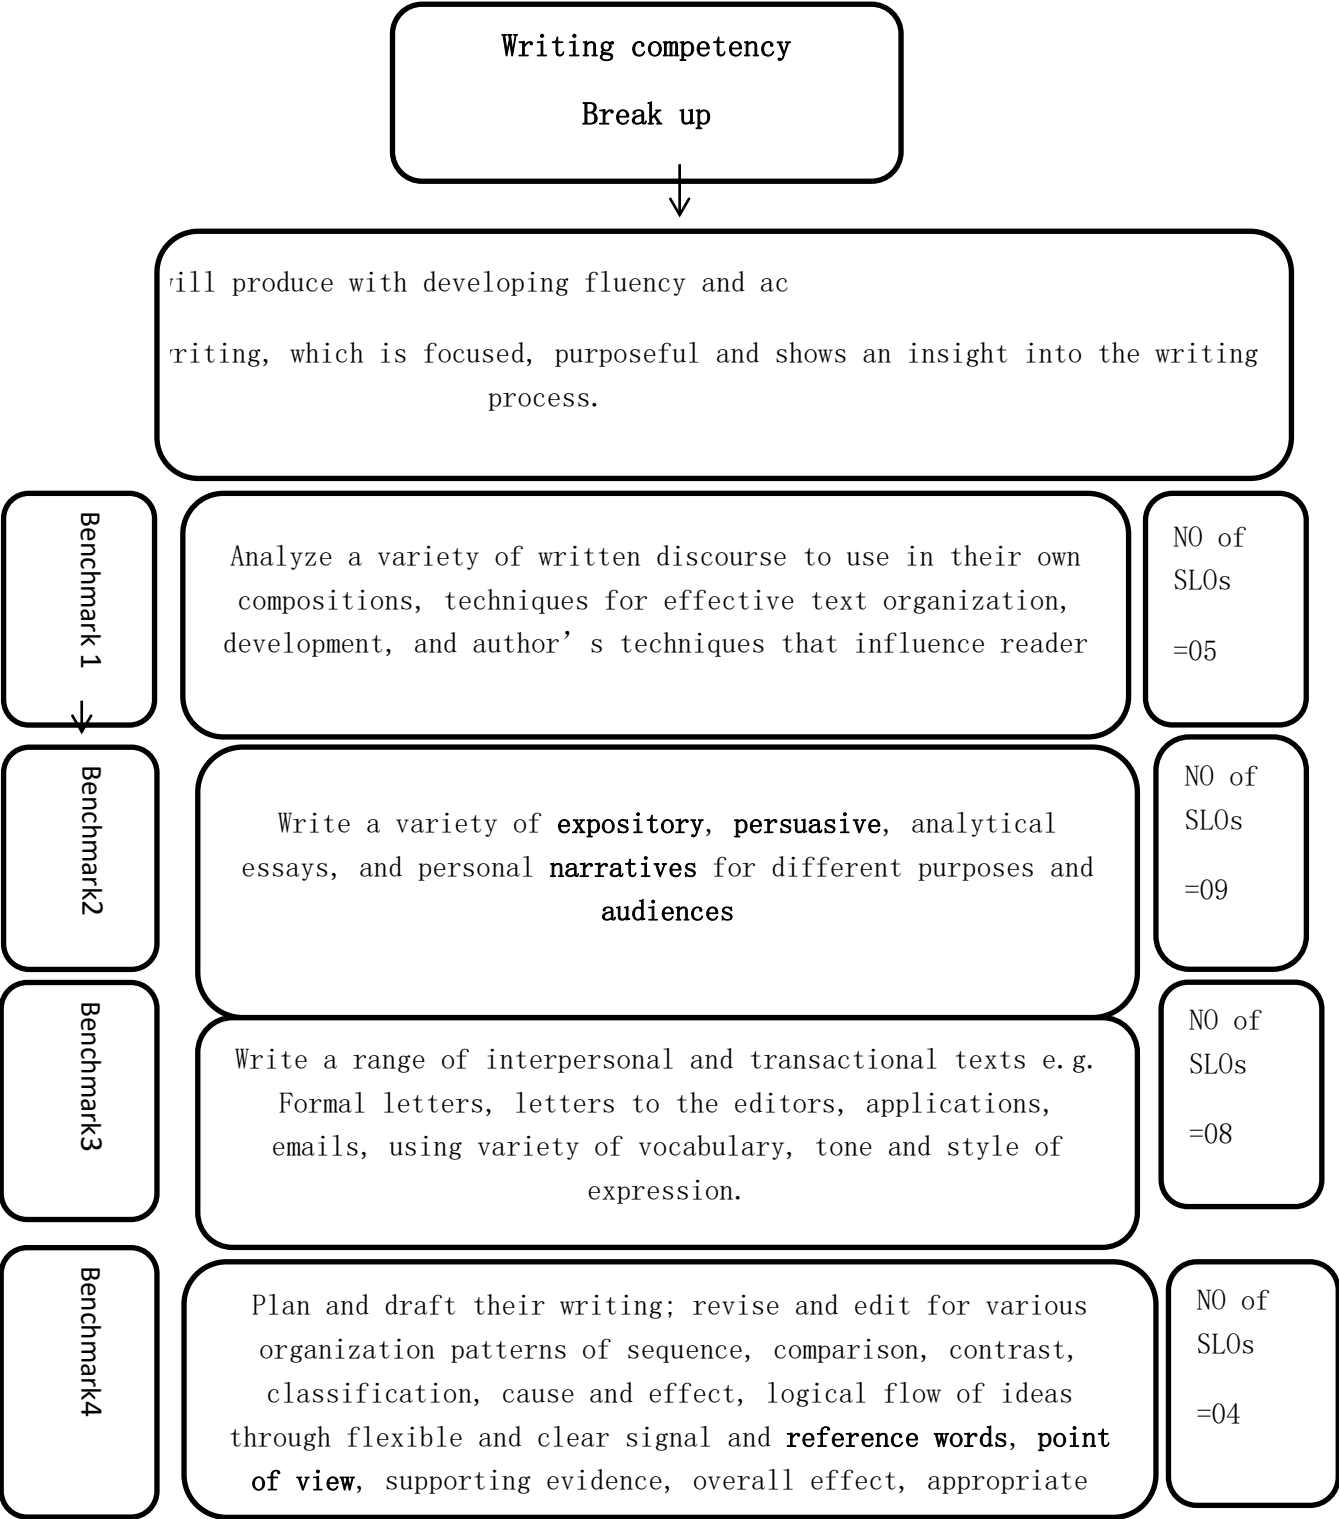 Writing competency
Break up
will produce with developing fluency and ac
writing, which is focused, purposeful and shows an insight into the writing
process.
Benchmark 1
Analyze a variety of written discourse to use in their own
compositions, techniques for effective text organization,
development, and author's techniques that influence reader
NO of
SLOs
=05
Benchmark2
Write a variety of expository, persuasive, analytical
essays, and personal narratives for different purposes and
audiences
NO of
SLOs
=09
Benchmark3
Write a range of interpersonal and transactional texts e.g.
Formal letters, letters to the editors, applications,
emails, using variety of vocabulary, tone and style of
expression.
NO of
SLOs
=08
Benchmark4
Plan and draft their writing; revise and edit for various
organization patterns of sequence, comparison, contrast,
classification, cause and effect, logical flow of ideas
through flexible and clear signal and reference words, point
of view, supporting evidence, overall effect, appropriate
NO of
SLOs
=04